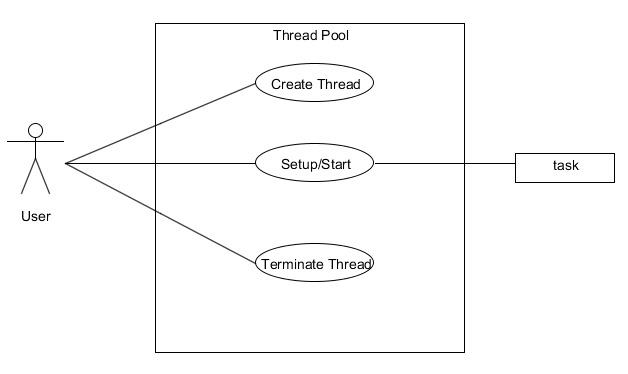 Thread Pool
Create Thread
Setup/Start
task
User
Terminate Thread